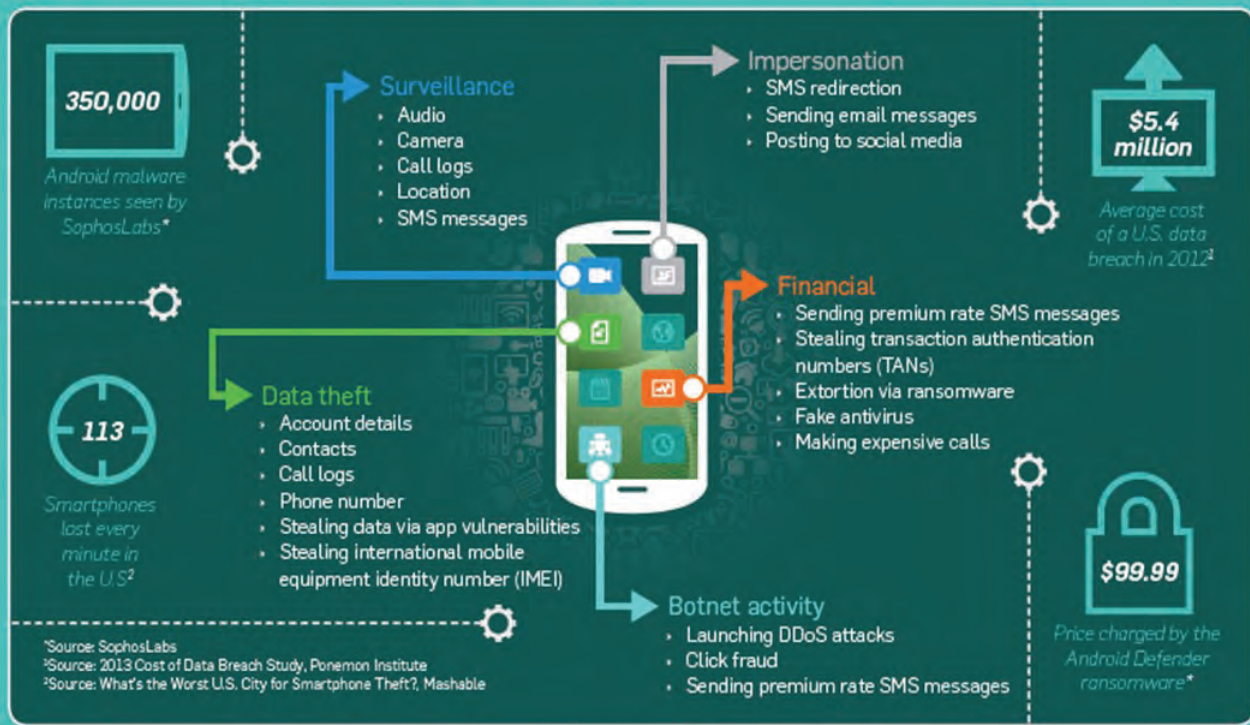 350,000
Android malware
instances seen by
SophosLabs*
Surveillance
› Audio
› Camera
› Call logs
› Location
› SMS messages
Impersonation
› SMS redirection
› Sending email messages
› Posting to social media
$5.4
million
Average cost
of a U.S. data
breach in 2012¹
Financial
› Sending premium rate SMS messages
› Stealing transaction authentication
numbers (TANs)
› Extortion via ransomware
› Fake antivirus
› Making expensive calls
113
Smartphones
lost every
minute in
the U.S²
Data theft
› Account details
› Contacts
› Call logs
› Phone number
› Stealing data via app vulnerabilities
› Stealing international mobile
equipment identity number (IMEI)
Botnet activity
› Launching DDoS attacks
› Click fraud
› Sending premium rate SMS messages
$99.99
Price charged by the
Android Defender
ransomware*
*Source: SophosLabs
¹Source: 2013 Cost of Data Breach Study, Ponemon Institute
²Source: What's the Worst U.S. City for Smartphone Theft?, Mashable